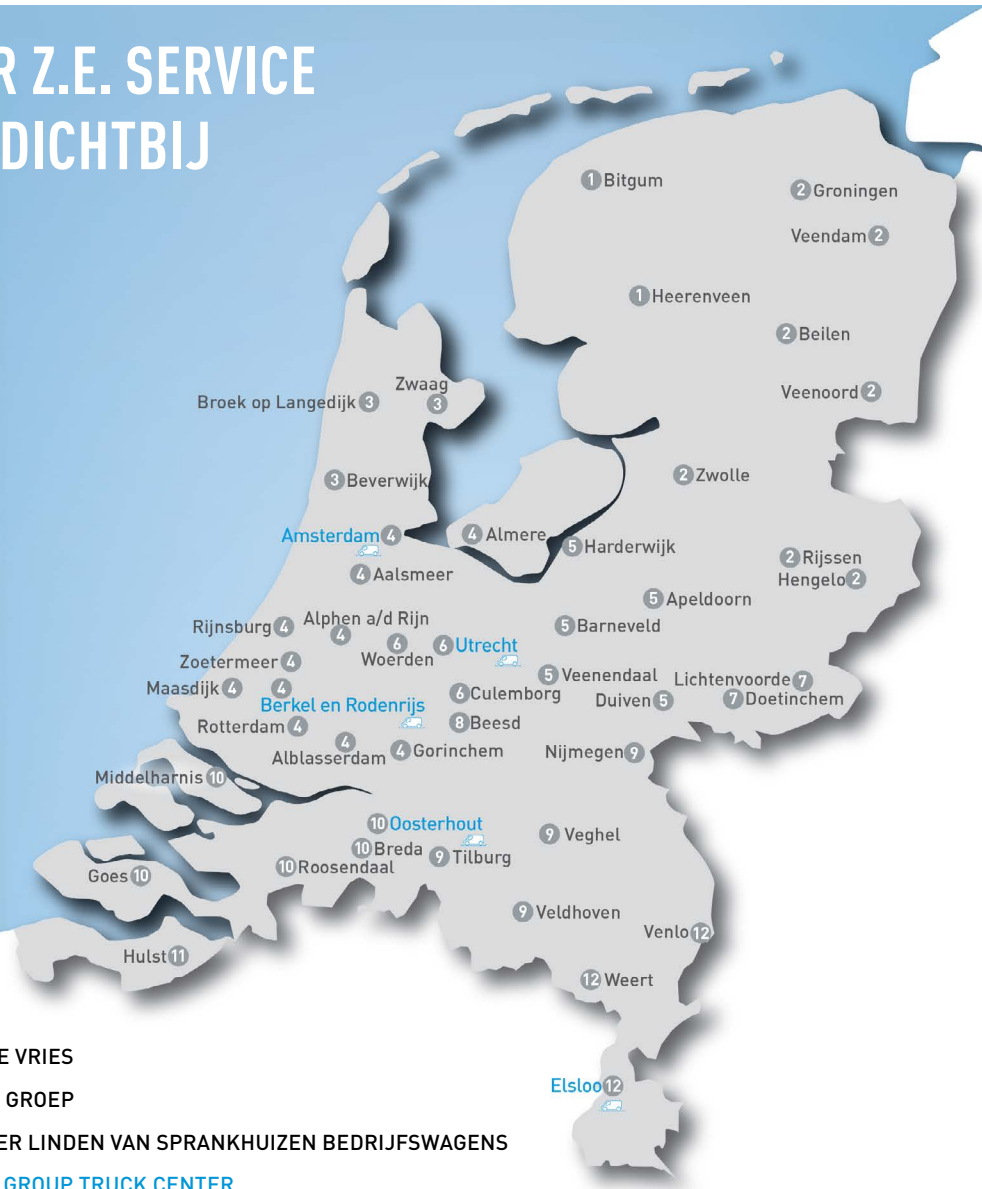 R Z.E. SERVICE
DICHTBIJ
1 Bitgum
2 Groningen
Veendam 2
1 Heerenveen
2 Beilen
Zwaag
3
Broek op Langedijk 3
Veenoord 2
2 Zwolle
3 Beverwijk
Amsterdam 4
4 Almere
5 Harderwijk
2 Rijssen
Hengelo 2
4 Aalsmeer
5 Apeldoorn
Alphen a/d Rijn
4
Rijnsburg 4
5 Barneveld
6
Woerden
6 Utrecht
Zoetermeer 4
5 Veenendaal
Lichtenvoorde 7
Maasdijk 4
4
Berkel en Rodenrijs
6 Culemborg
Duiven 5
7 Doetinchem
Rotterdam 4
8 Beesd
4
Alblasserdam
4 Gorinchem
Nijmegen 9
Middelharnis 10
10 Oosterhout
9 Veghel
10 Breda
9 Tilburg
10 Roosendaal
Goes 10
9 Veldhoven
Venlo 12
Hulst 11
12 Weert
E VRIES
GROEP
Elsloo 12
ER LINDEN VAN SPRANKHUIZEN BEDRIJFSWAGENS
GROUP TRUCK CENTER